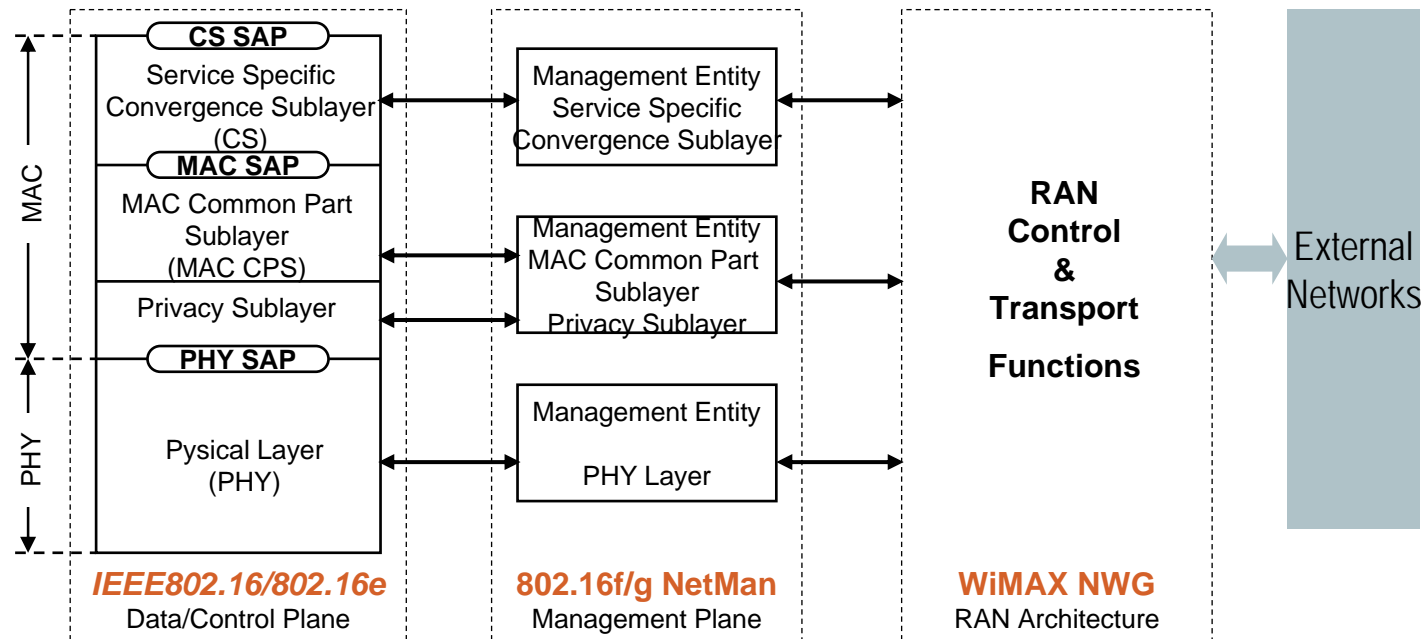 CS SAP
Service Specific
Convergence Sublayer
(CS)
MAC SAP
MAC Common Part
Sublayer
(MAC CPS)
Privacy Sublayer
PHY SAP
Pysical Layer
(PHY)
MAC
PHY
IEEE802.16/802.16e
Data/Control Plane
Management Entity
Service Specific
Convergence Sublayer
Management Entity
MAC Common Part
Sublayer
Privacy Sublayer
Management Entity
PHY Layer
802.16f/g NetMan
Management Plane
RAN
Control
&
Transport
Functions
WiMAX NWG
RAN Architecture
External
Networks